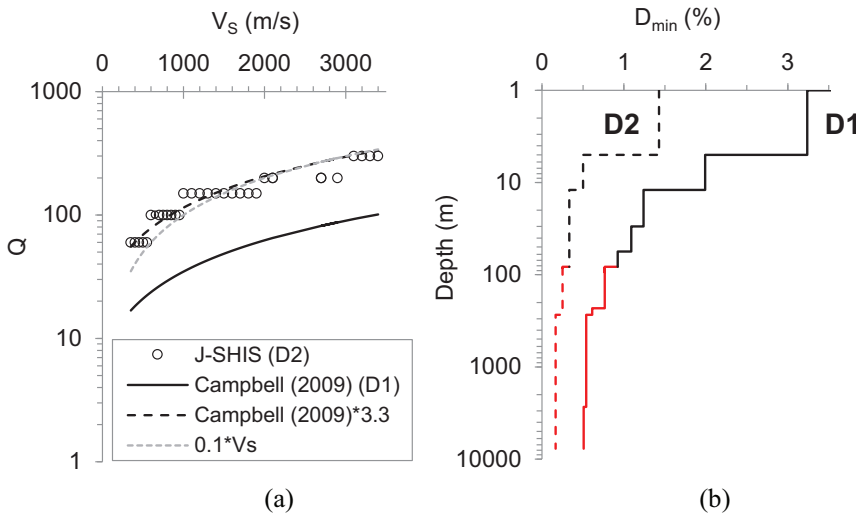 V_S (m/s)
0 1000 2000 3000
1000
100
10
1
Q
J-SHIS (D2)
Campbell (2009) (D1)
Campbell (2009)*3.3
0.1*Vs
(a)
D_min (%)
0 1 2 3
1
10
100
1000
10000
Depth (m)
D2
D1
(b)